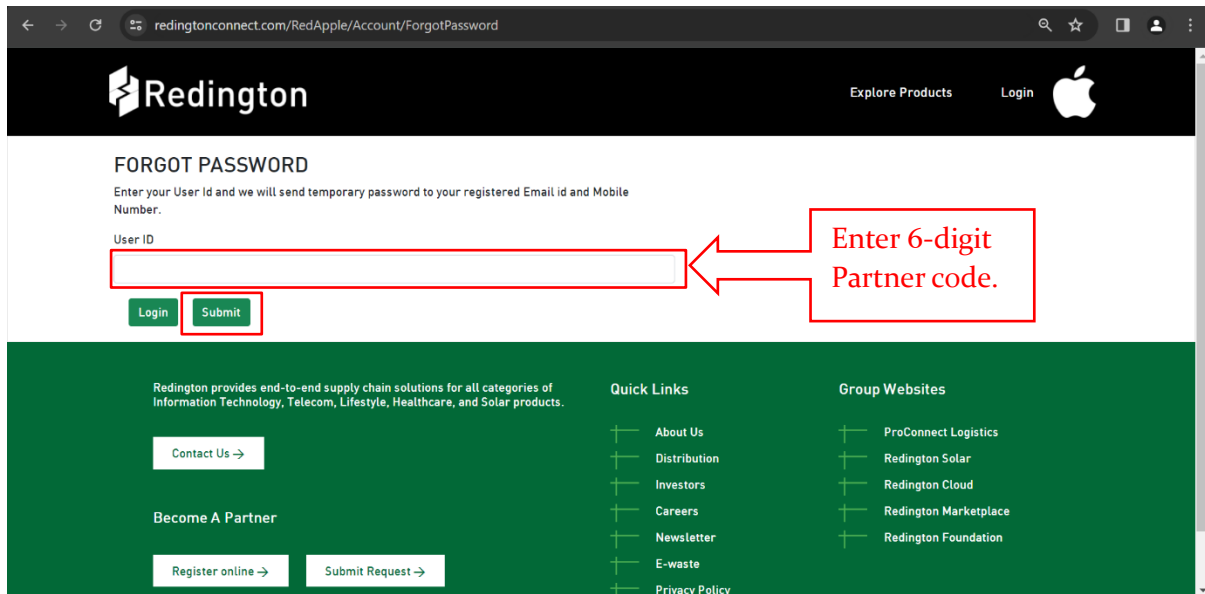 redingtonconnect.com/RedApple/Account/ForgotPassword
Redington
Explore Products
Login
FORGOT PASSWORD
Enter your User Id and we will send temporary password to your registered Email id and Mobile
Number.
User ID
Enter 6-digit
Partner code.
Login
Submit
Redington provides end-to-end supply chain solutions for all categories of
Information Technology, Telecom, Lifestyle, Healthcare, and Solar products.
Contact Us →
Become A Partner
Register online →
Submit Request →
Quick Links
About Us
Distribution
Investors
Careers
Newsletter
E-waste
Privacy Policy
Group Websites
ProConnect Logistics
Redington Solar
Redington Cloud
Redington Marketplace
Redington Foundation